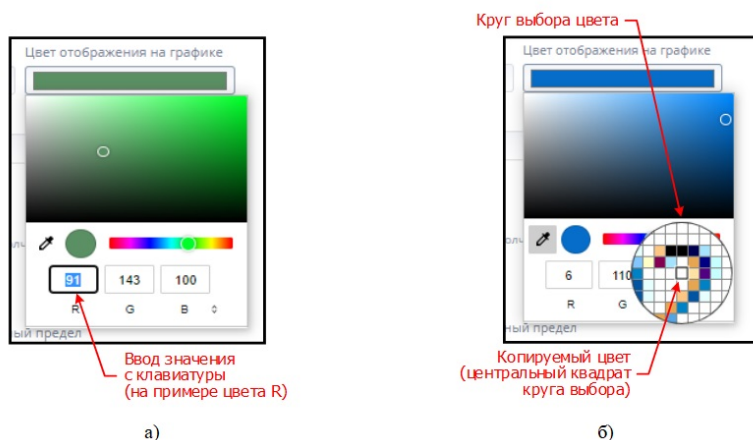 Цвет отображения на графике
91
143
100
R
G
B
ный предел
Ввод значения
с клавиатуры
(на примере цвета R)
а)
Круг выбора цвета
Цвет отображения на графике
6
110
R
G
ный предел
Копируемый цвет
(центральный квадрат
круга выбора)
б)